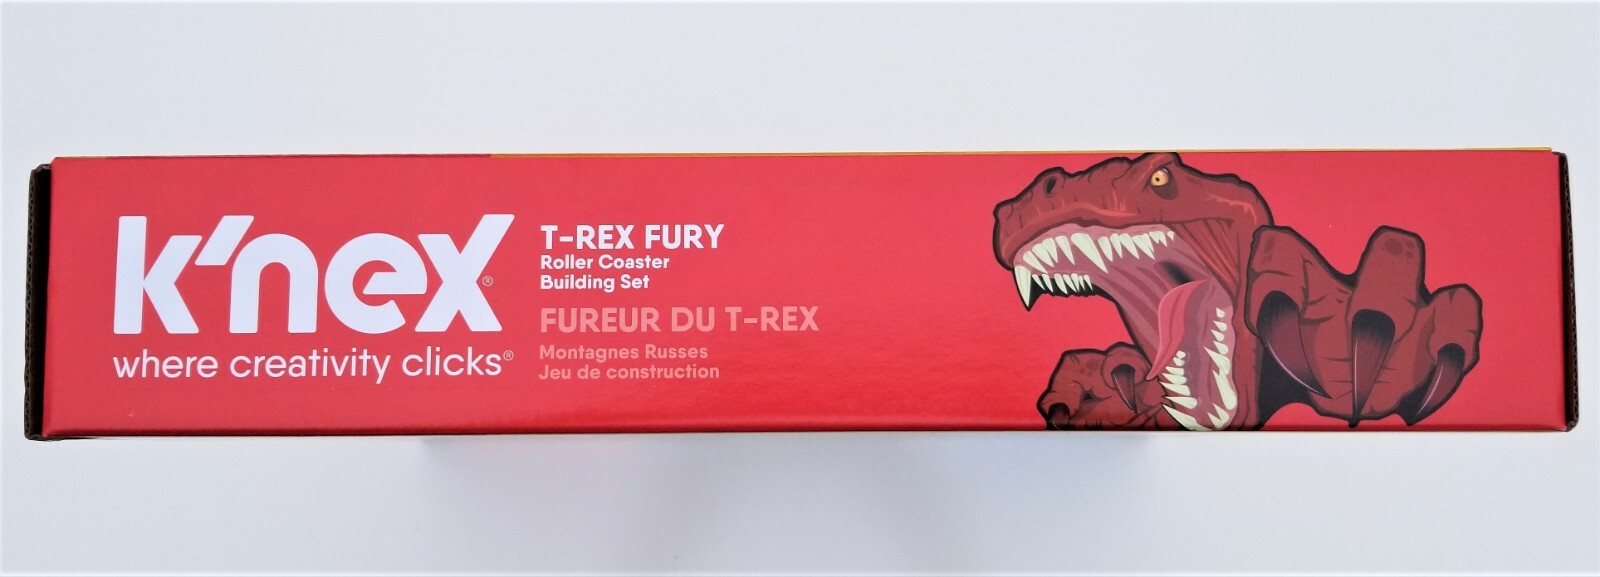 k'nex®
where creativity clicks®
T-REX FURY
Roller Coaster
Building Set
FUREUR DU T-REX
Montagnes Russes
Jeu de construction